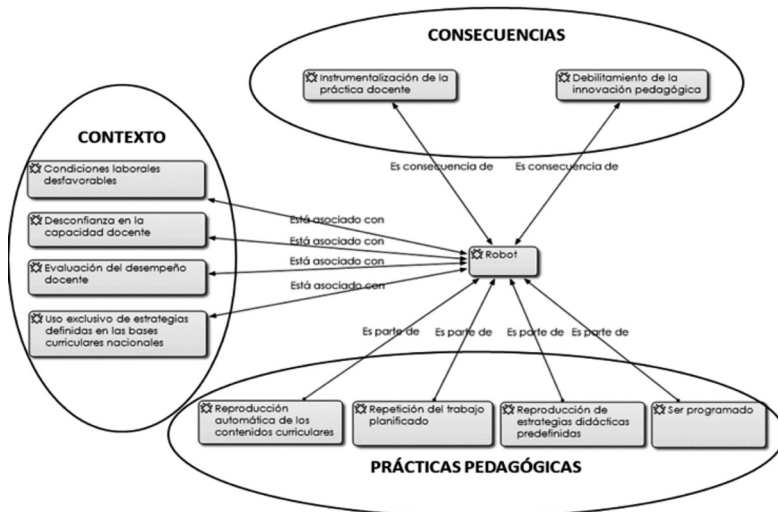 CONSECUENCIAS
Instrumentalización de la
práctica docente
Debilitamiento de la
innovación pedagógica
CONTEXTO
Condiciones laborales
desfavorables
Desconfianza en la
capacidad docente
Evaluación del desempeño
docente
Uso exclusivo de estrategias
definidas en las bases
curriculares nacionales
Es consecuencia de
Es consecuencia de
Está asociado con
Está asociado con
Está asociado con
Está asociado con
Robot
Es parte de
Es parte de
Es parte de
Es parte de
Reproducción
automática de los
contenidos curriculares
Repetición del trabajo
planificado
Reproducción de
estrategias didácticas
predefinidas
Ser programado
PRÁCTICAS PEDAGÓGICAS